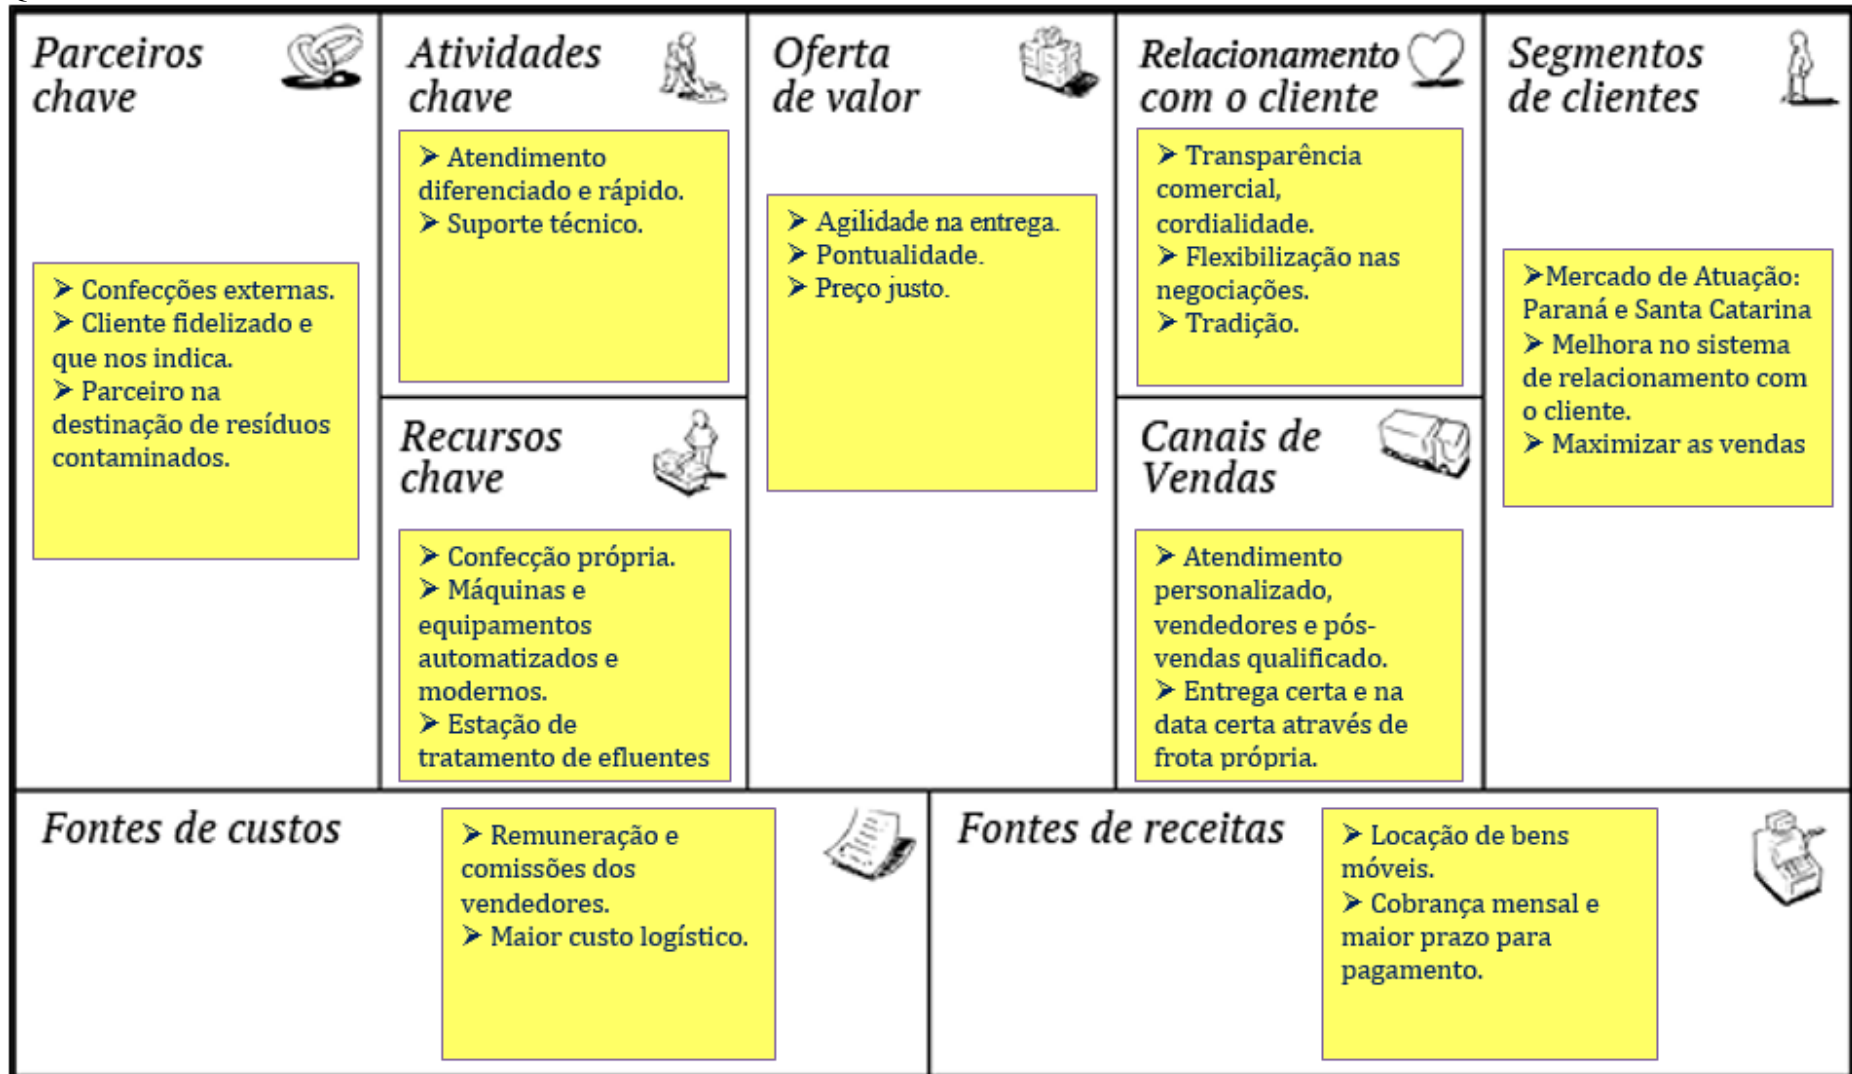 Parceiros
chave
➤ Confecções externas.
➤ Cliente fidelizado e
que nos indica.
➤ Parceiro na
destinação de resíduos
contaminados.
Atividades
chave
➤ Atendimento
diferenciado e rápido.
➤ Suporte técnico.
Recursos
chave
➤ Confecção própria.
➤ Máquinas e
equipamentos
automatizados e
modernos.
➤ Estação de
tratamento de efluentes
Oferta
de valor
➤ Agilidade na entrega.
➤ Pontualidade.
➤ Preço justo.
Relacionamento
com o cliente
➤ Transparência
comercial,
cordialidade.
➤ Flexibilização nas
negociações.
➤ Tradição.
Canais de
Vendas
➤ Atendimento
personalizado,
vendedores e pós-
vendas qualificado.
➤ Entrega certa e na
data certa através de
frota própria.
Segmentos
de clientes
➤Mercado de Atuação:
Paraná e Santa Catarina
➤ Melhora no sistema
de relacionamento com
o cliente.
➤ Maximizar as vendas
Fontes de custos
➤ Remuneração e
comissões dos
vendedores.
➤ Maior custo logístico.
Fontes de receitas
➤ Locação de bens
móveis.
➤ Cobrança mensal e
maior prazo para
pagamento.